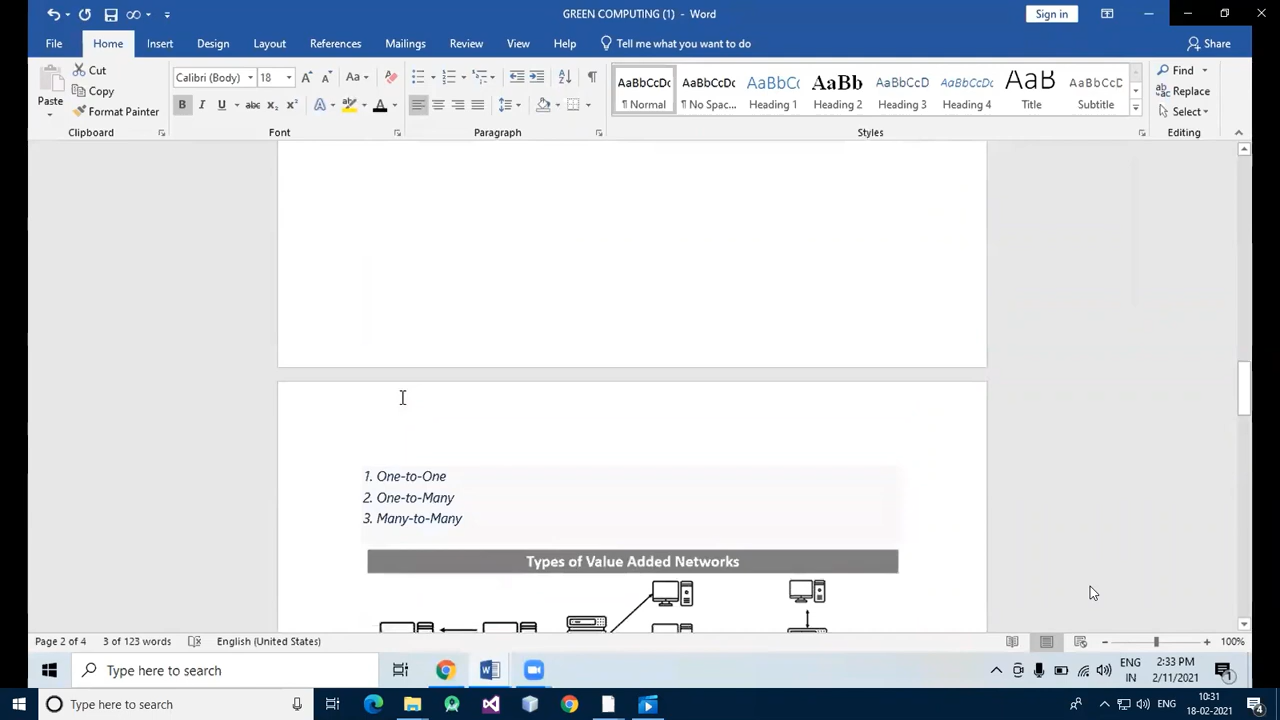 GREEN COMPUTING (1) - Word
Sign in
File Home Insert Design Layout References Mailings Review View Help Tell me what you want to do Share
Paste
Cut
Copy
Format Painter
Clipboard
Calibri (Body) 18
Font
Paragraph
AaBbCcDc AaBbCcDc AaBbCc AaBb AaBbCcD AaBbCcDc AaB AaBbCcC
¶ Normal ¶ No Spac... Heading 1 Heading 2 Heading 3 Heading 4 Title Subtitle
Styles
Find
Replace
Select
Editing
1. One-to-One
2. One-to-Many
3. Many-to-Many
Types of Value Added Networks
Page 2 of 4 3 of 123 words English (United States) 100%
Type here to search
ENG
IN
2:33 PM
2/11/2021
1
Type here to search
ENG
10:31
18-02-2021
4